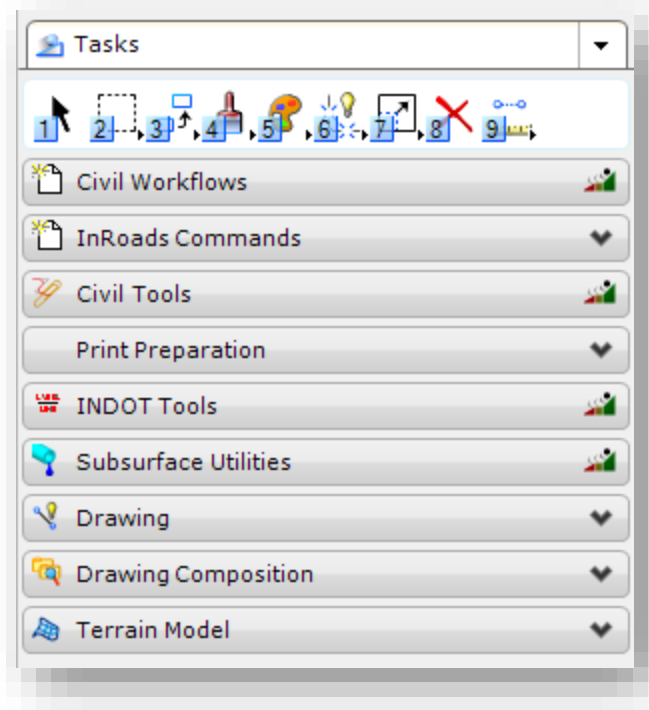 Tasks
1 2 3 4 5 6 7 8 9
Civil Workflows
InRoads Commands
Civil Tools
Print Preparation
INDOT Tools
Subsurface Utilities
Drawing
Drawing Composition
Terrain Model